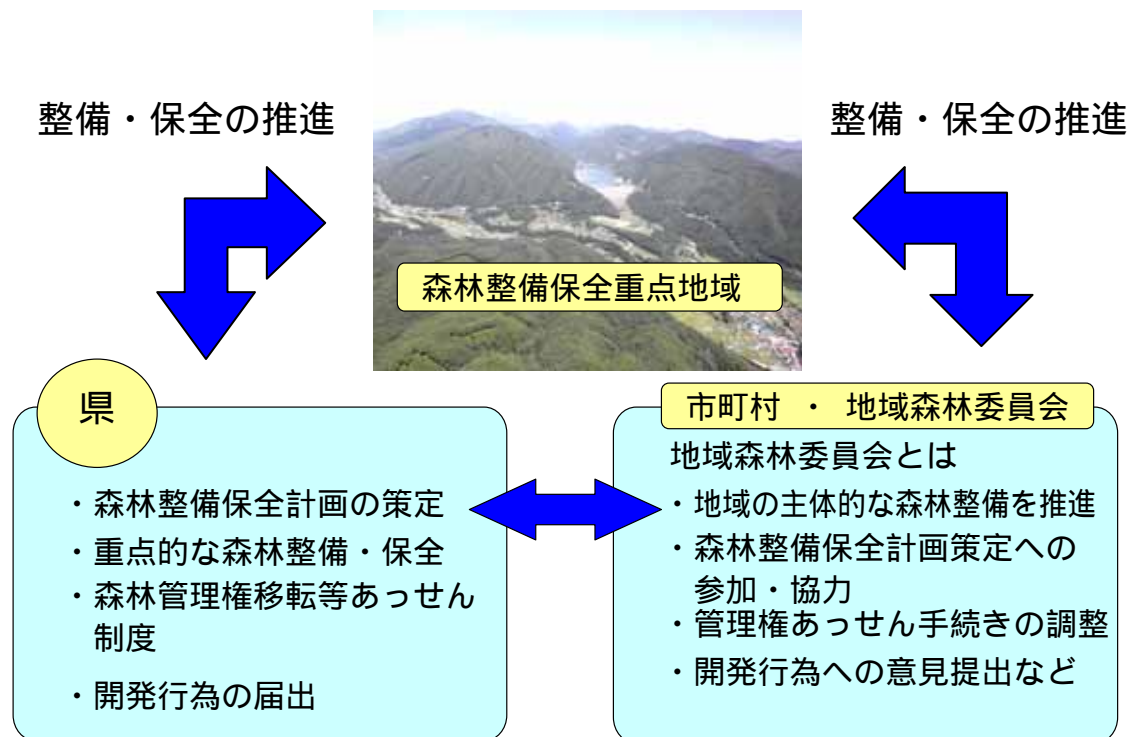 整備・保全の推進
整備・保全の推進
森林整備保全重点地域
県
・森林整備保全計画の策定
・重点的な森林整備・保全
・森林管理権移転等あっせん
制度
・開発行為の届出
市町村 ・ 地域森林委員会
地域森林委員会とは
・地域の主体的な森林整備を推進
・森林整備保全計画策定への
参加・協力
・管理権あっせん手続きの調整
・開発行為への意見提出など